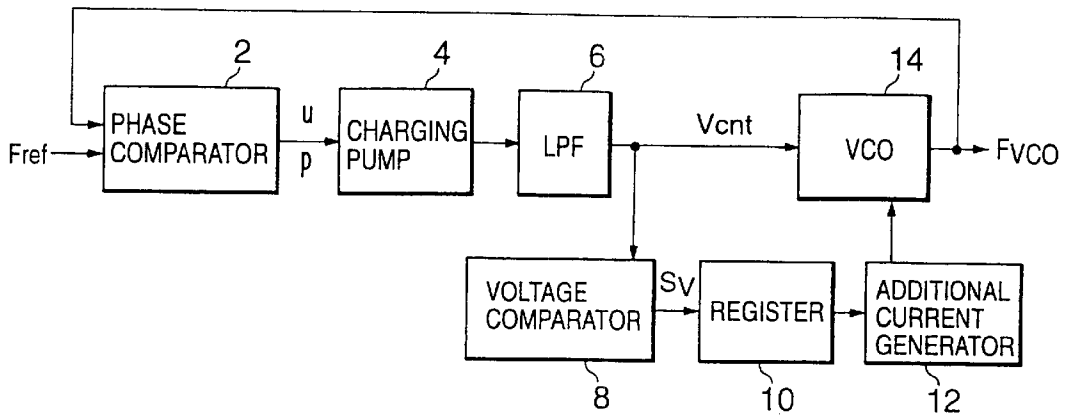 2
4
6
14
Fref
PHASE
COMPARATOR
u
p
CHARGING
PUMP
LPF
Vcnt
VCO
FVCO
VOLTAGE
COMPARATOR
SV
REGISTER
ADDITIONAL
CURRENT
GENERATOR
8
10
12